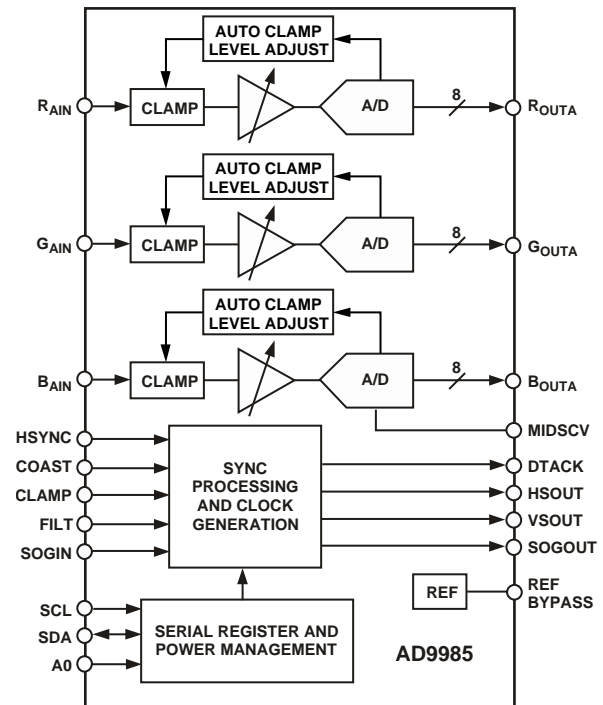 AUTO CLAMP
LEVEL ADJUST
RAIN
CLAMP
A/D
8
ROUTA
AUTO CLAMP
LEVEL ADJUST
GAIN
CLAMP
A/D
8
GOUTA
AUTO CLAMP
LEVEL ADJUST
BAIN
CLAMP
A/D
8
BOUTA
MIDSCV
HSYNC
COAST
CLAMP
FILT
SOGIN
SYNC
PROCESSING
AND CLOCK
GENERATION
DTACK
HSOUT
VSOUT
SOGOUT
REF
REF
BYPASS
SCL
SDA
A0
SERIAL REGISTER AND
POWER MANAGEMENT
AD9985